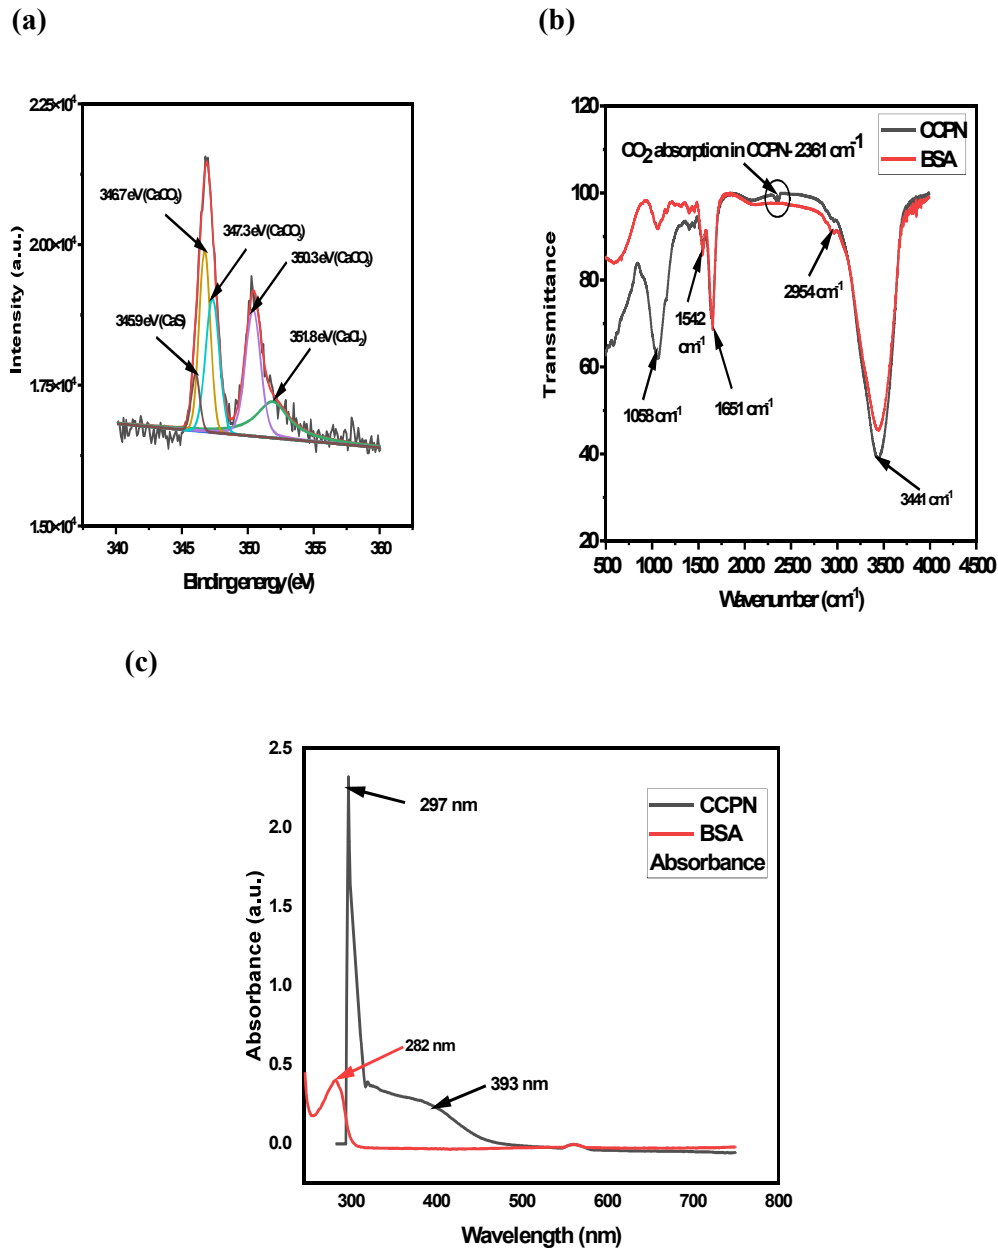 (a)
2.25×10⁴
2.00×10⁴
1.75×10⁴
1.50×10⁴
Intensity (a.u.)
346.7 eV (CaCO₃)
347.3 eV (CaCO₃)
350.3 eV (CaCO₃)
345.9 eV (CaS)
351.8 eV (CaCl₂)
340 345 350 355 360
Binding energy (eV)
(b)
120
100
80
60
40
20
Transmittance
CCPN
BSA
CO₂ absorption in CCPN- 2361 cm⁻¹
2954 cm⁻¹
1542
cm⁻¹
1058 cm⁻¹
1651 cm⁻¹
3441 cm⁻¹
500 1000 1500 2000 2500 3000 3500 4000 4500
Wavenumber (cm⁻¹)
(c)
2.5
2.0
1.5
1.0
0.5
0.0
Absorbance (a.u.)
297 nm
CCPN
BSA
Absorbance
282 nm
393 nm
300 400 500 600 700 800
Wavelength (nm)